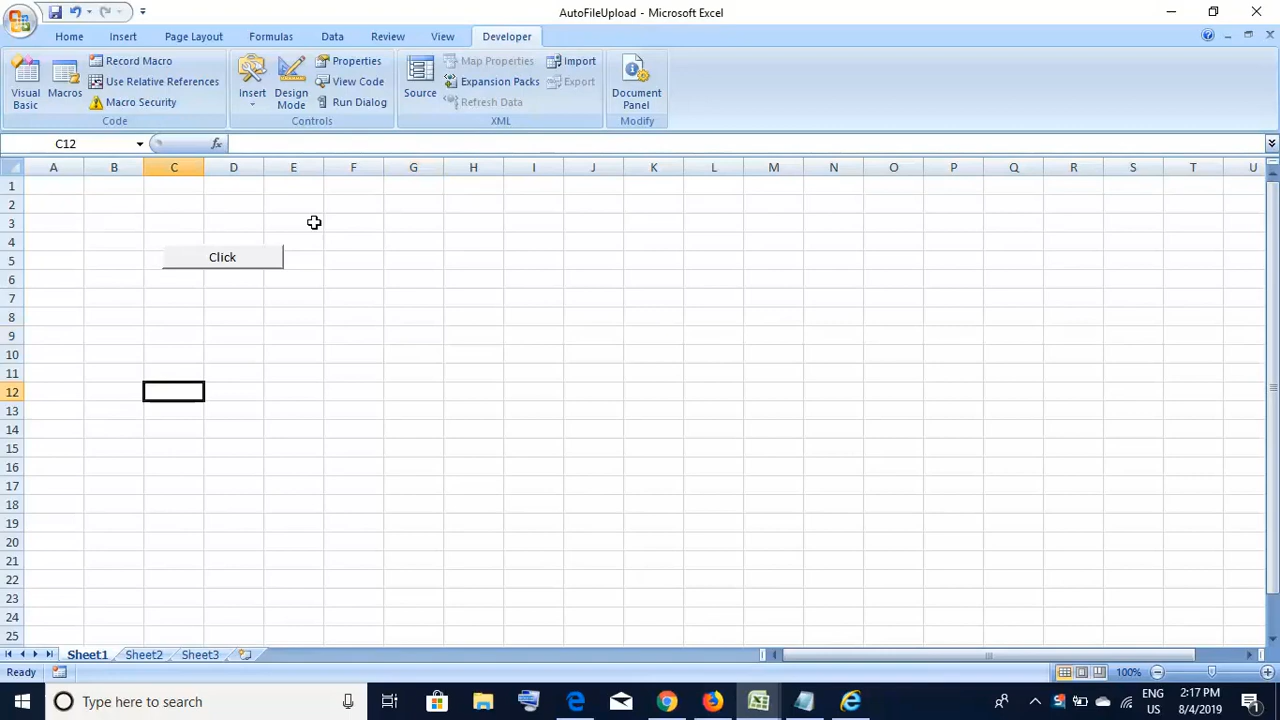 AutoFileUpload - Microsoft Excel
Home Insert Page Layout Formulas Data Review View Developer
Visual Basic
Macros
Record Macro
Use Relative References
Macro Security
Code
Insert
Design Mode
Properties
View Code
Run Dialog
Controls
Source
Map Properties
Expansion Packs
Refresh Data
Import
Export
XML
Document Panel
Modify
C12
fx
A B C D E F G H I J K L M N O P Q R S T U
1
2
3
4
Click
5
6
7
8
9
10
11
12
13
14
15
16
17
18
19
20
21
22
23
24
25
Sheet1 Sheet2 Sheet3
Ready
100%
Type here to search
ENG
US
2:17 PM
8/4/2019
1